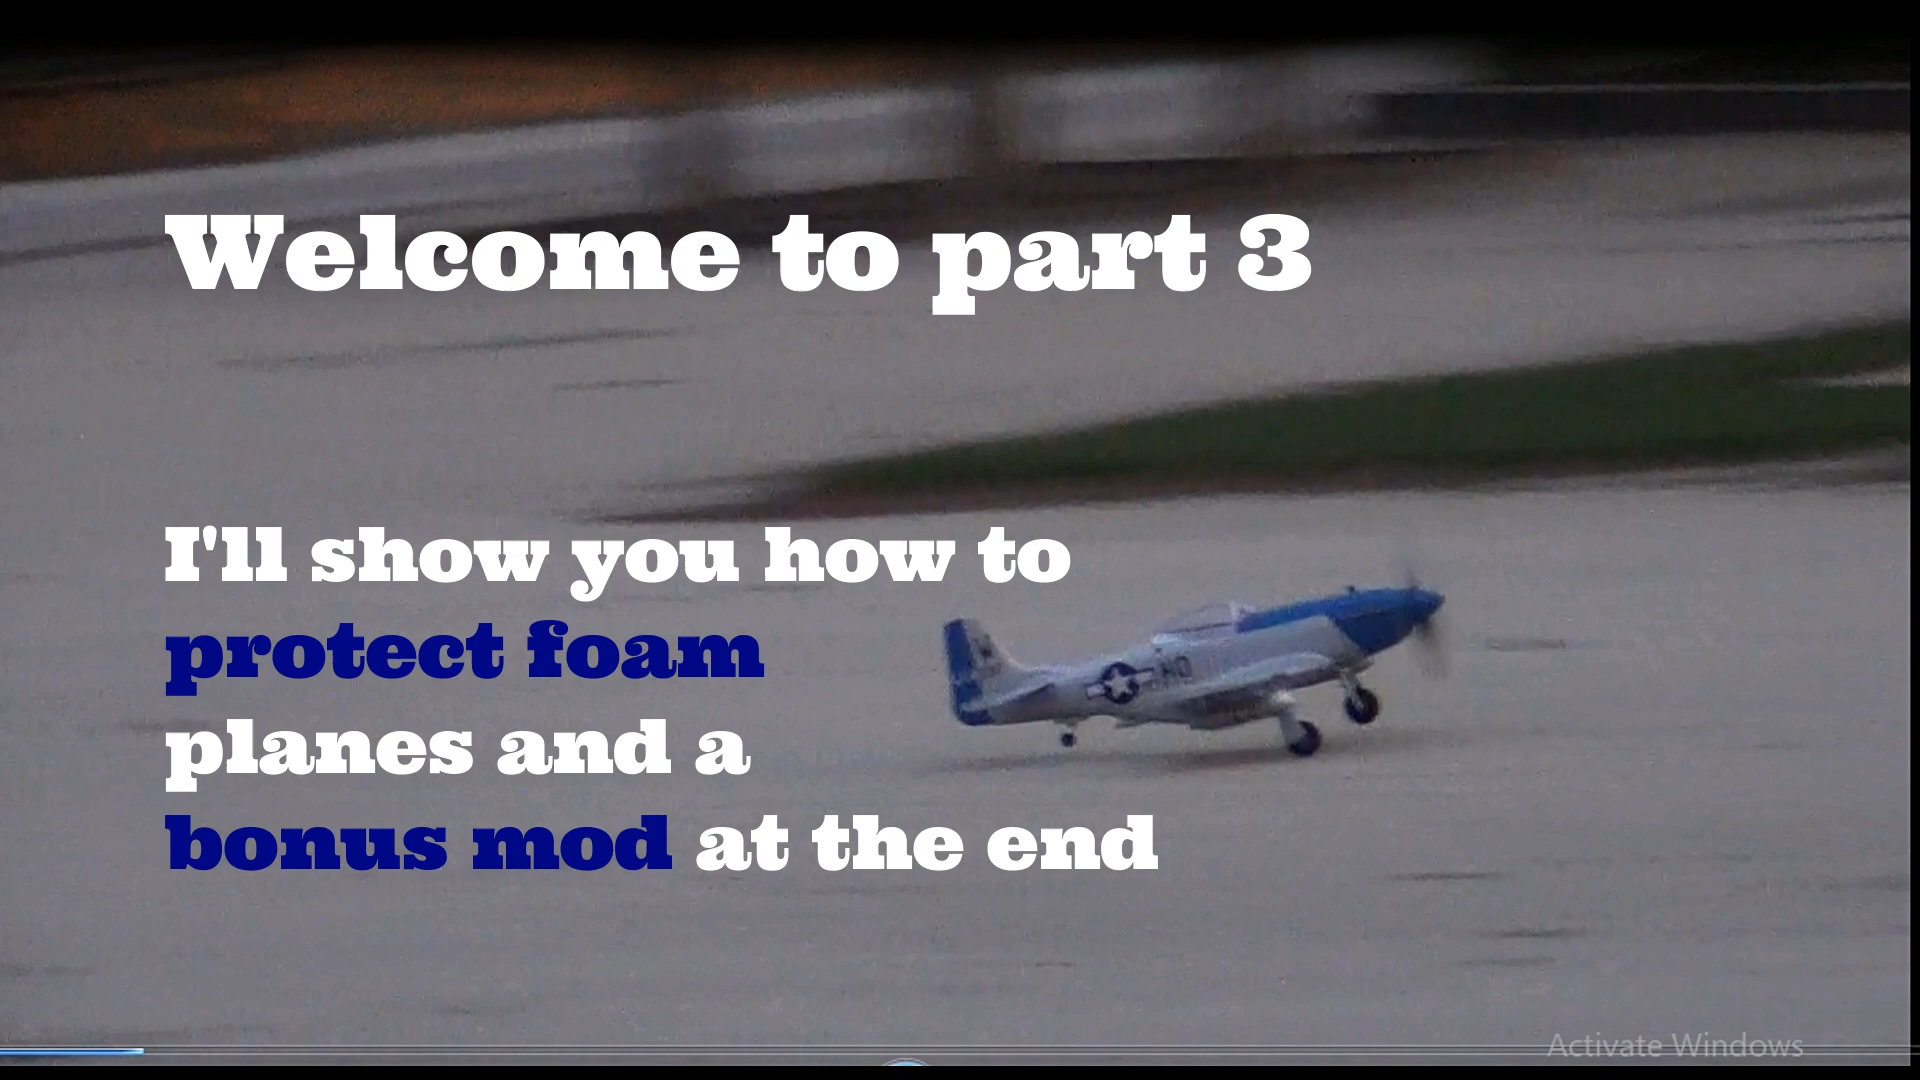 Welcome to part 3
I'll show you how to
protect foam
planes and a
bonus mod at the end
Activate Windows